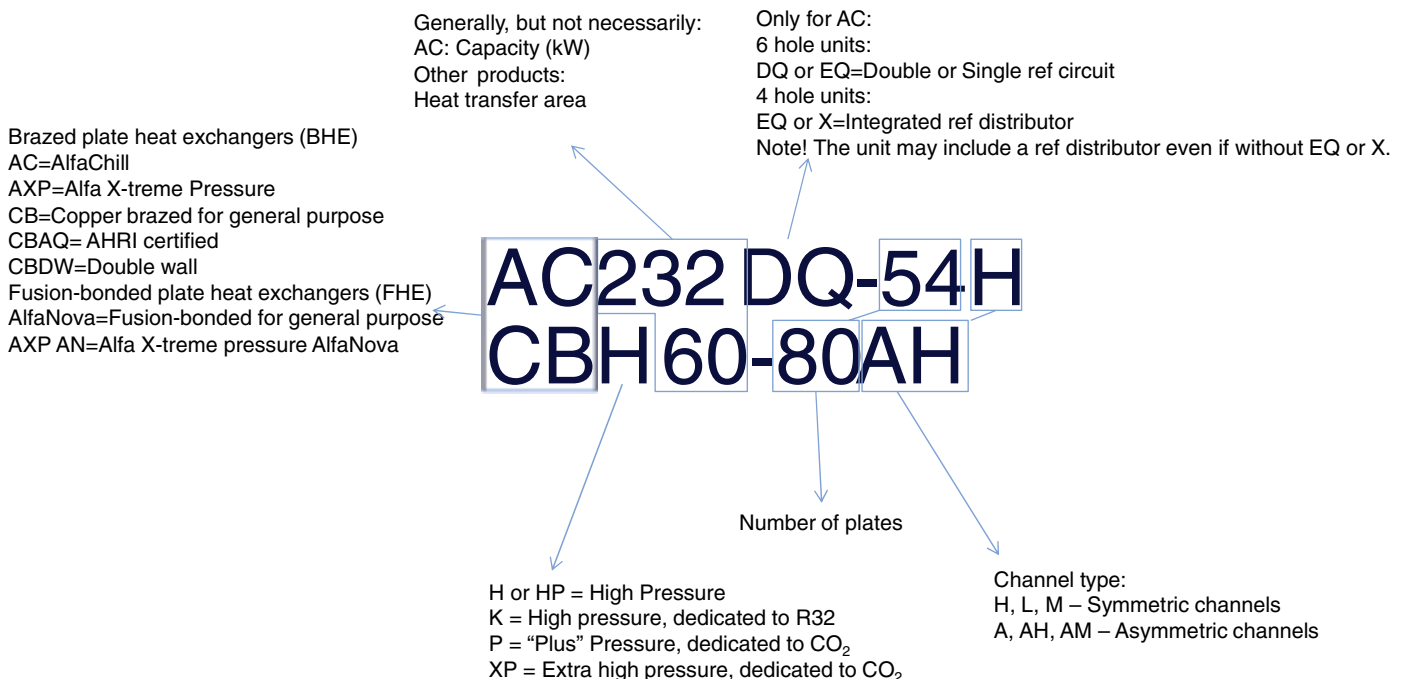 Generally, but not necessarily:
AC: Capacity (kW)
Other products:
Heat transfer area
Only for AC:
6 hole units:
DQ or EQ=Double or Single ref circuit
4 hole units:
EQ or X=Integrated ref distributor
Note! The unit may include a ref distributor even if without EQ or X.
Brazed plate heat exchangers (BHE)
AC=AlfaChill
AXP=Alfa X-treme Pressure
CB=Copper brazed for general purpose
CBAQ= AHRI certified
CBDW=Double wall
Fusion-bonded plate heat exchangers (FHE)
AlfaNova=Fusion-bonded for general purpose
AXP AN=Alfa X-treme pressure AlfaNova
AC232 DQ-54H
CBH60-80AH
Number of plates
H or HP = High Pressure
K = High pressure, dedicated to R32
P = “Plus” Pressure, dedicated to CO₂
XP = Extra high pressure, dedicated to CO₂
Channel type:
H, L, M – Symmetric channels
A, AH, AM – Asymmetric channels